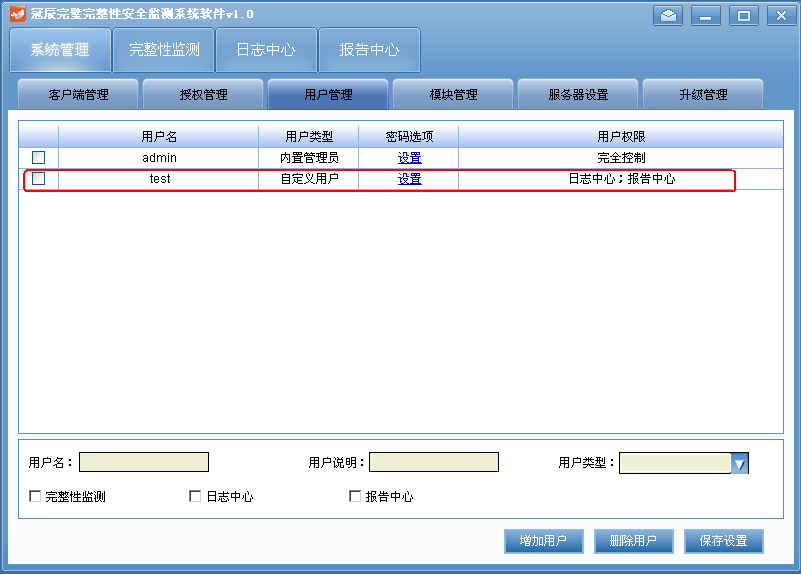 冠辰完璧完整性安全监测系统软件v1.0
系统管理 完整性监测 日志中心 报告中心
客户端管理 授权管理 用户管理 模块管理 服务器设置 升级管理
用户名 用户类型 密码选项 用户权限
admin 内置管理员 设置 完全控制
test 自定义用户 设置 日志中心；报告中心
用户名： 用户说明： 用户类型：
完整性监测 日志中心 报告中心
增加用户 删除用户 保存设置